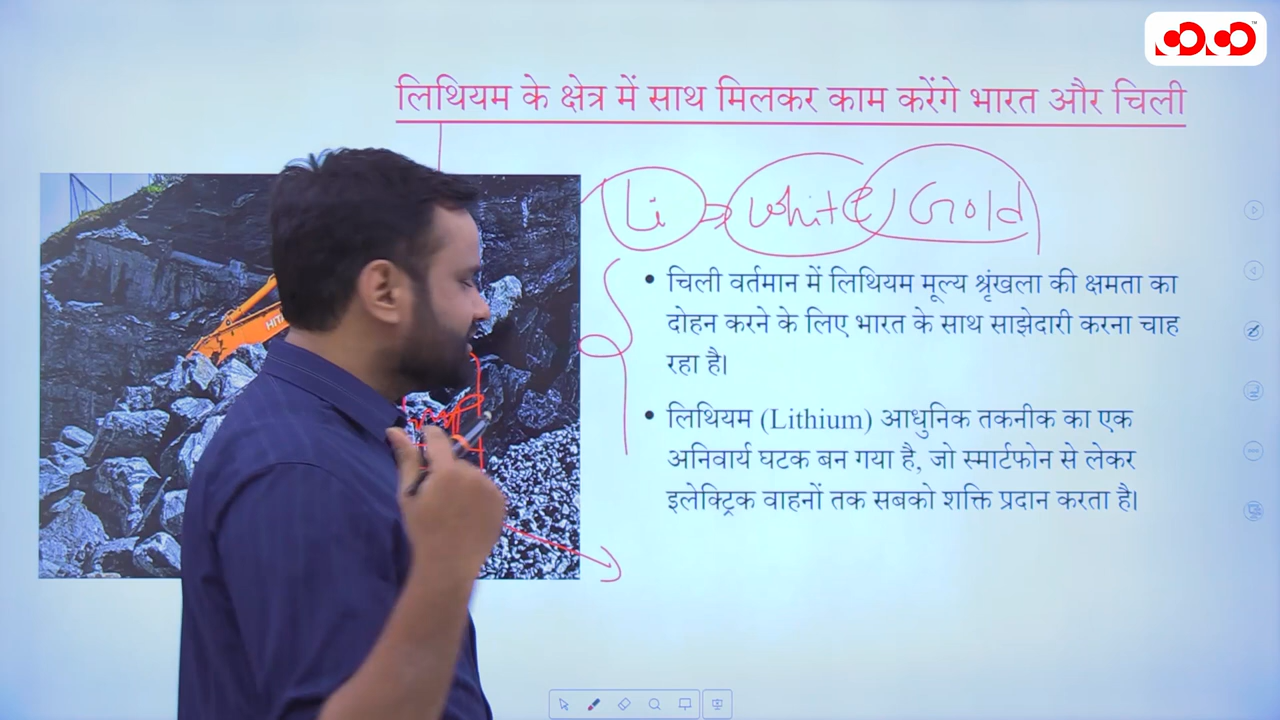 लिथियम के क्षेत्र में साथ मिलकर काम करेंगे भारत और चिली
Li → White Gold
• चिली वर्तमान में लिथियम मूल्य श्रृंखला की क्षमता का
दोहन करने के लिए भारत के साथ साझेदारी करना चाह
रहा है।
• लिथियम (Lithium) आधुनिक तकनीक का एक
अनिवार्य घटक बन गया है, जो स्मार्टफोन से लेकर
इलेक्ट्रिक वाहनों तक सबको शक्ति प्रदान करता है।